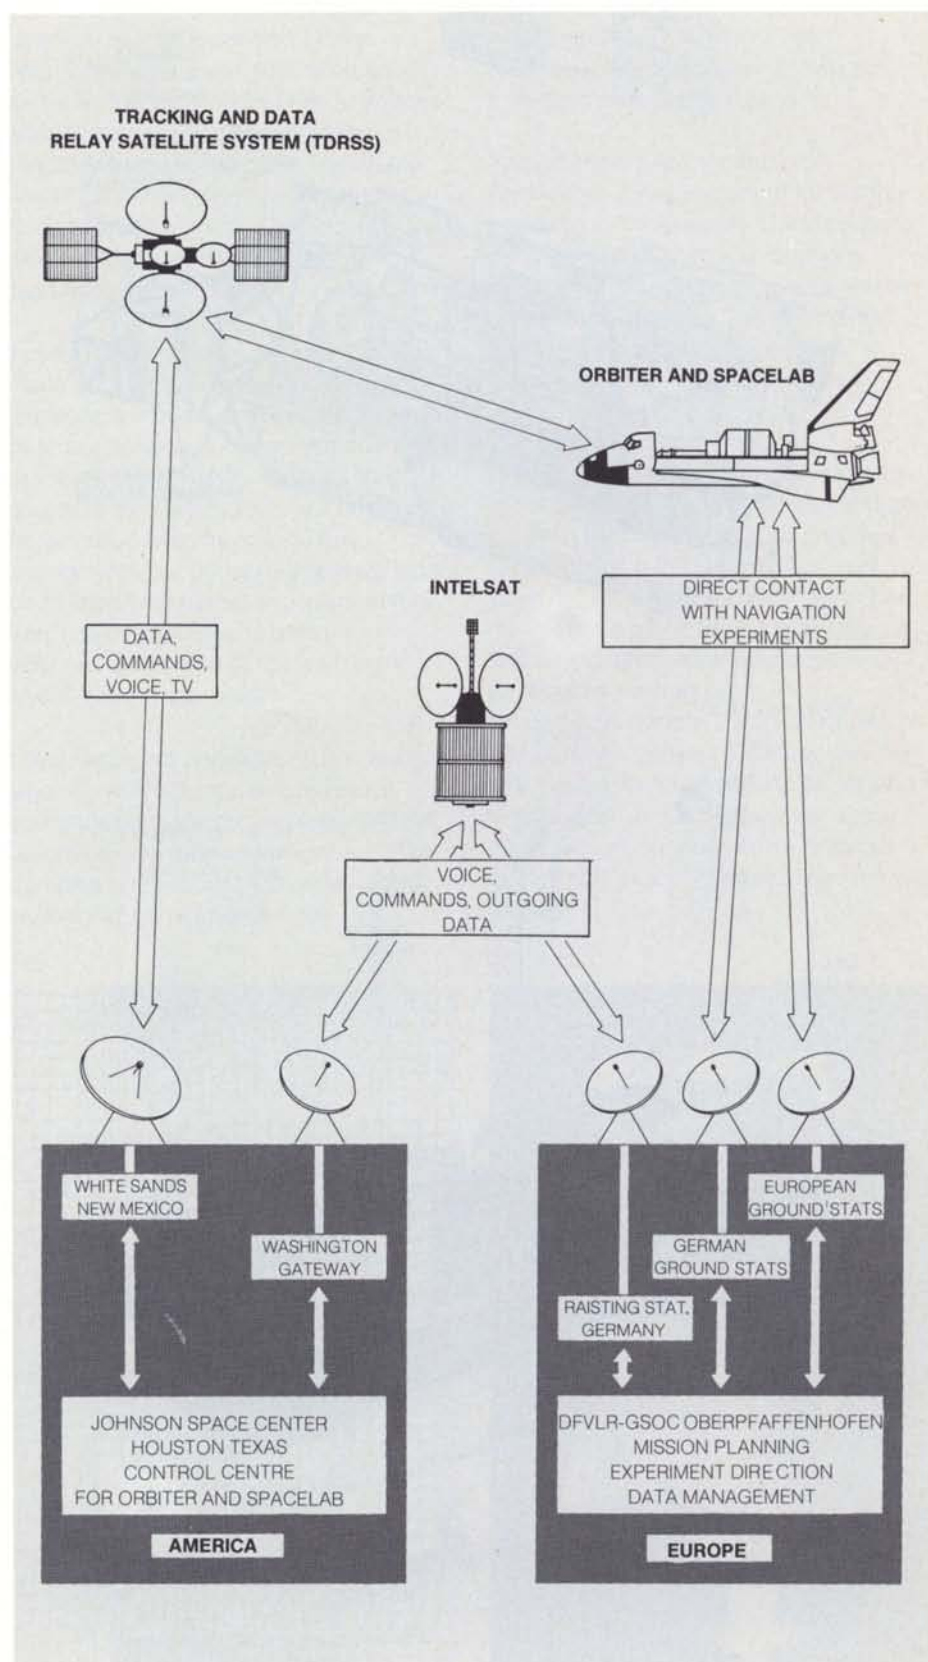 TRACKING AND DATA
RELAY SATELLITE SYSTEM (TDRSS)
ORBITER AND SPACELAB
DIRECT CONTACT
WITH NAVIGATION
EXPERIMENTS
INTELSAT
DATA,
COMMANDS,
VOICE, TV
VOICE,
COMMANDS, OUTGOING
DATA
WHITE SANDS
NEW MEXICO
WASHINGTON
GATEWAY
JOHNSON SPACE CENTER
HOUSTON TEXAS
CONTROL CENTRE
FOR ORBITER AND SPACELAB
AMERICA
EUROPEAN
GROUND STATS
GERMAN
GROUND STATS
RAISTING STAT.
GERMANY
DFVLR-GSOC OBERPFAFFENHOFEN
MISSION PLANNING
EXPERIMENT DIRECTION
DATA MANAGEMENT
EUROPE